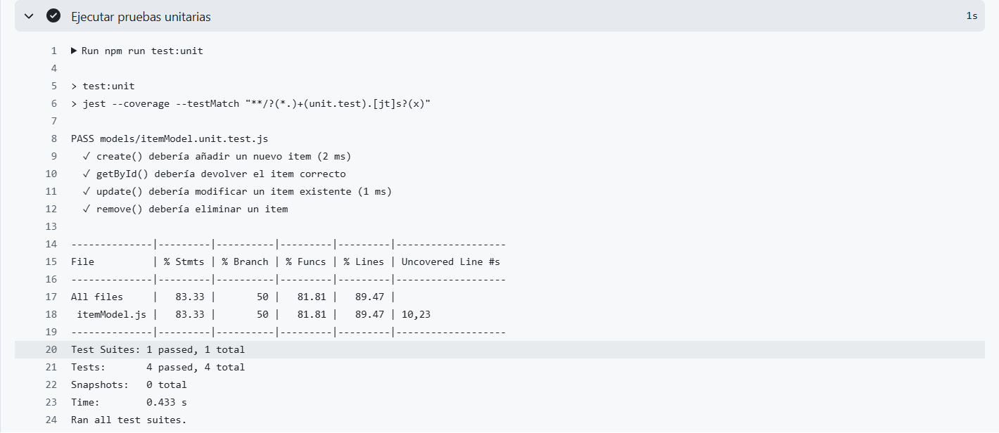 Ejecutar pruebas unitarias 1s
1 ▶ Run npm run test:unit
4
5 > test:unit
6 > jest --coverage --testMatch "**/?(*.)+(unit.test).[jt]s?(x)"
7
8 PASS models/itemModel.unit.test.js
9 ✓ create() debería añadir un nuevo item (2 ms)
10 ✓ getById() debería devolver el item correcto
11 ✓ update() debería modificar un item existente (1 ms)
12 ✓ remove() debería eliminar un item
13
14 --------------|---------|----------|---------|---------|-------------------
15 File          | % Stmts | % Branch | % Funcs | % Lines | Uncovered Line #s
16 --------------|---------|----------|---------|---------|-------------------
17 All files     |   83.33 |       50 |   81.81 |   89.47 |
18  itemModel.js |   83.33 |       50 |   81.81 |   89.47 | 10,23
19 --------------|---------|----------|---------|---------|-------------------
20 Test Suites: 1 passed, 1 total
21 Tests:       4 passed, 4 total
22 Snapshots:   0 total
23 Time:        0.433 s
24 Ran all test suites.